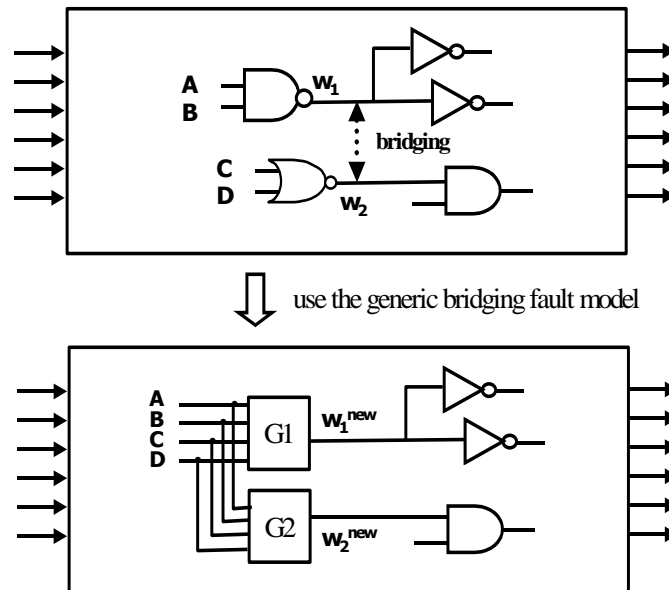 A
B
w1
bridging
C
D
w2
use the generic bridging fault model
A
B
C
D
G1
w1new
G2
w2new